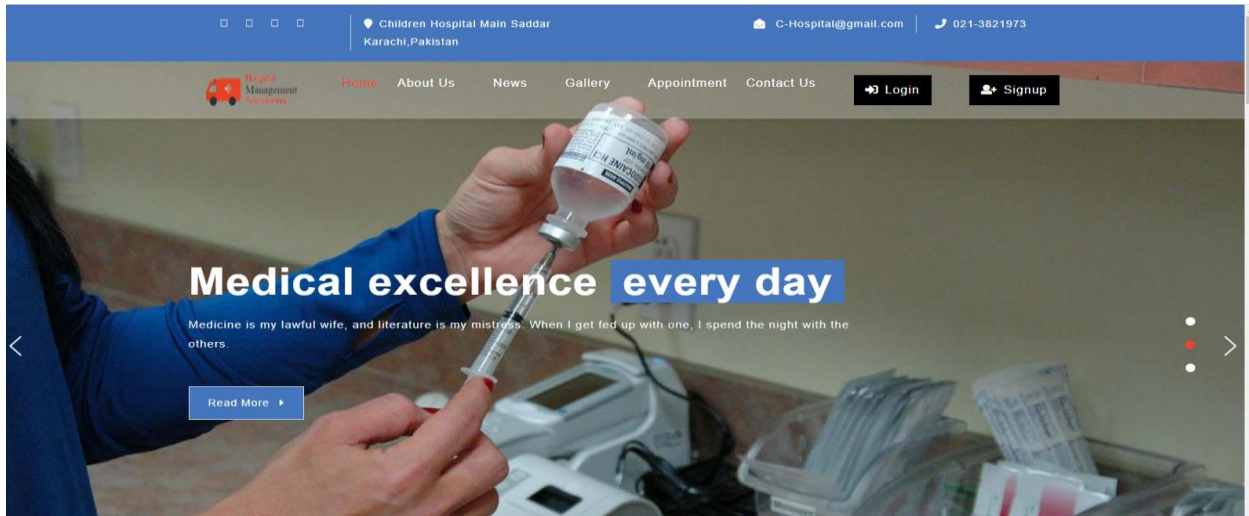 Children Hospital Main Saddar
Karachi,Pakistan
C-Hospital@gmail.com
021-3821973
Management
Home
About Us
News
Gallery
Appointment
Contact Us
Login
Signup
LIDOCAINE HCl
Medical excellence every day
Medicine is my lawful wife, and literature is my mistress. When I get fed up with one, I spend the night with the
others.
Read More